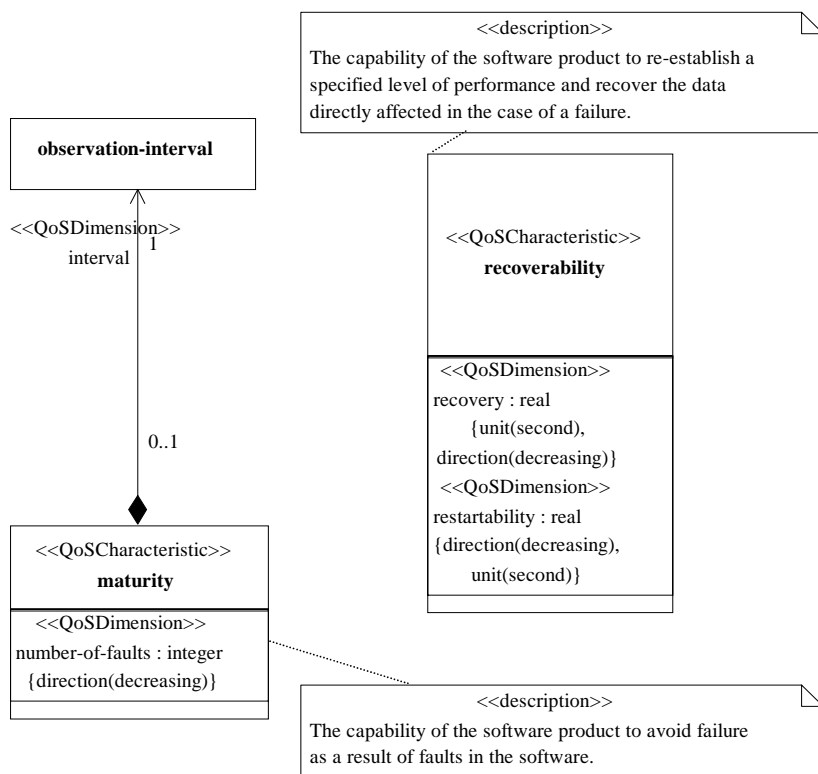 <<description>>
The capability of the software product to re-establish a
specified level of performance and recover the data
directly affected in the case of a failure.
observation-interval
<<QoSDimension>>
interval
1
0..1
<<QoSCharacteristic>>
recoverability
<<QoSDimension>>
recovery : real
{unit(second),
direction(decreasing)}
<<QoSDimension>>
restartability : real
{direction(decreasing),
unit(second)}
<<QoSCharacteristic>>
maturity
<<QoSDimension>>
number-of-faults : integer
{direction(decreasing)}
<<description>>
The capability of the software product to avoid failure
as a result of faults in the software.